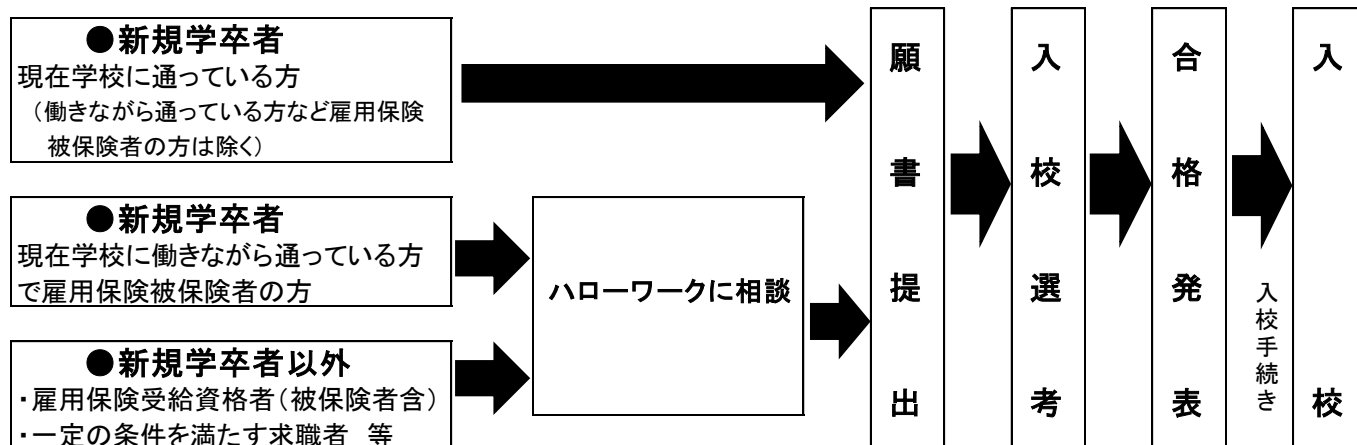 ●新規学卒者
現在学校に通っている方
（働きながら通っている方など雇用保険
被保険者の方は除く）
●新規学卒者
現在学校に働きながら通っている方
で雇用保険被保険者の方
●新規学卒者以外
・雇用保険受給資格者（被保険者含）
・一定の条件を満たす求職者　等
ハローワークに相談
願書提出
入校選考
合格発表
入校手続き
入校